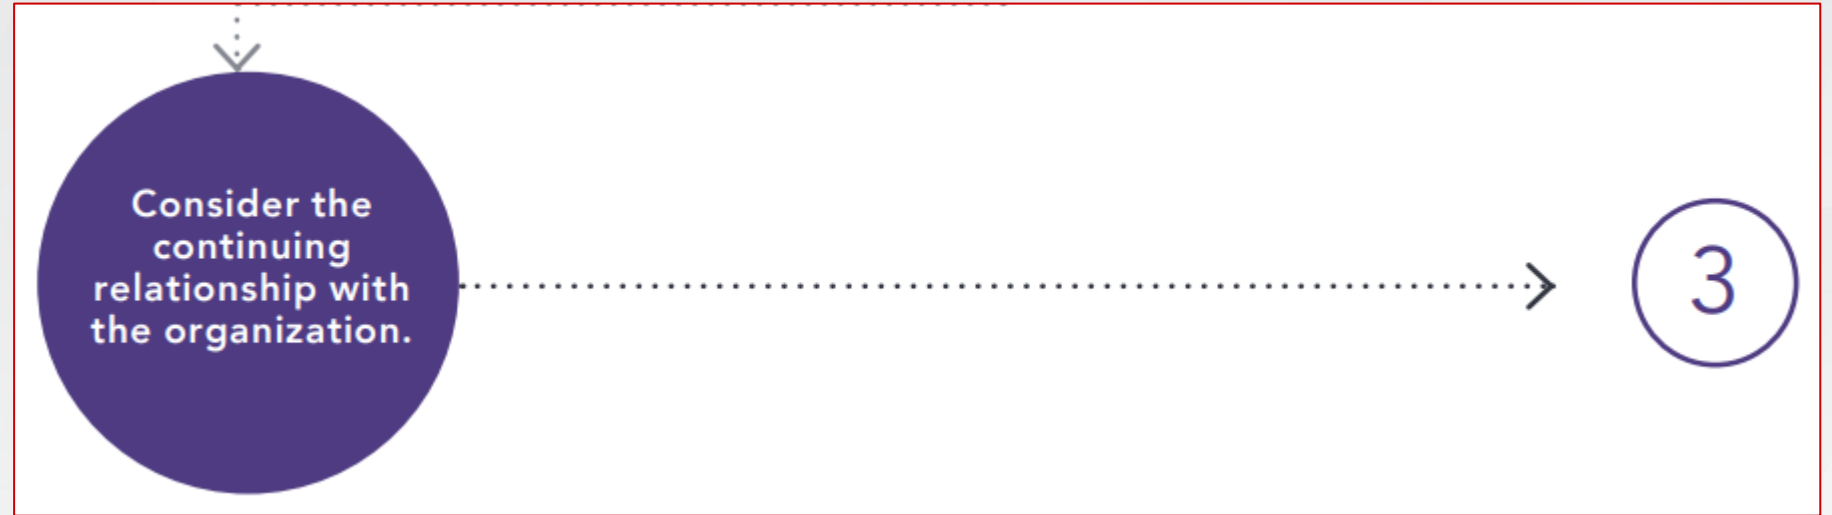 Consider the
continuing
relationship with
the organization.
3